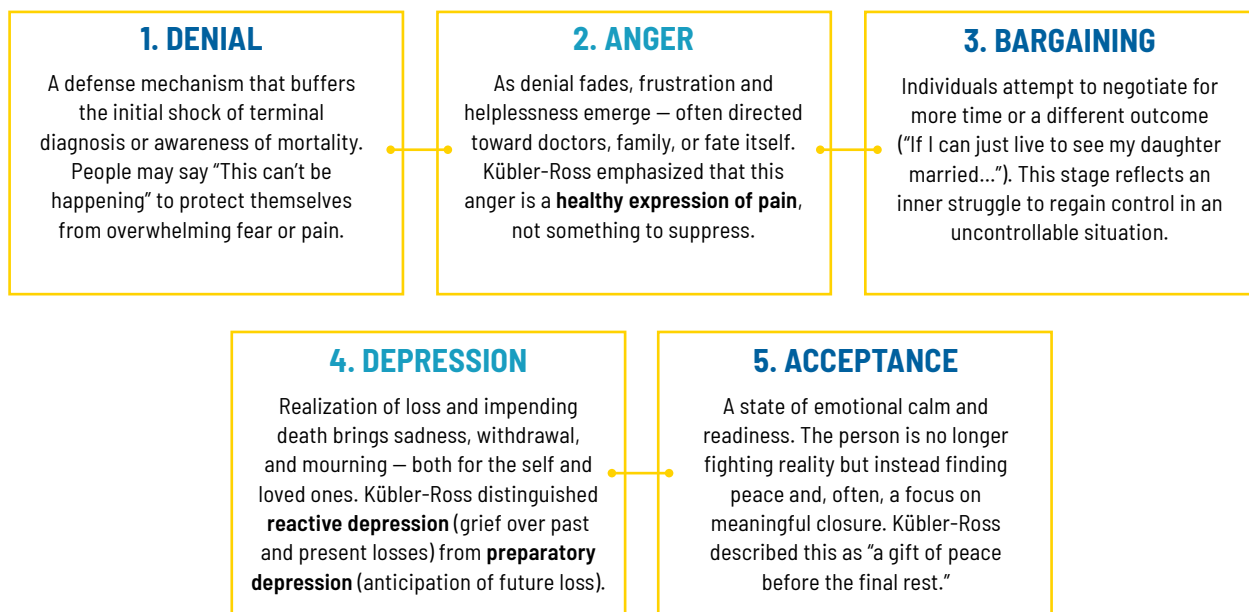 1. DENIAL
A defense mechanism that buffers
the initial shock of terminal
diagnosis or awareness of mortality.
People may say “This can’t be
happening” to protect themselves
from overwhelming fear or pain.
2. ANGER
As denial fades, frustration and
helplessness emerge — often directed
toward doctors, family, or fate itself.
Kübler-Ross emphasized that this
anger is a healthy expression of pain,
not something to suppress.
3. BARGAINING
Individuals attempt to negotiate for
more time or a different outcome
(“If I can just live to see my daughter
married…”). This stage reflects an
inner struggle to regain control in an
uncontrollable situation.
4. DEPRESSION
Realization of loss and impending
death brings sadness, withdrawal,
and mourning — both for the self and
loved ones. Kübler-Ross distinguished
reactive depression (grief over past
and present losses) from preparatory
depression (anticipation of future loss).
5. ACCEPTANCE
A state of emotional calm and
readiness. The person is no longer
fighting reality but instead finding
peace and, often, a focus on
meaningful closure. Kübler-Ross
described this as “a gift of peace
before the final rest.”